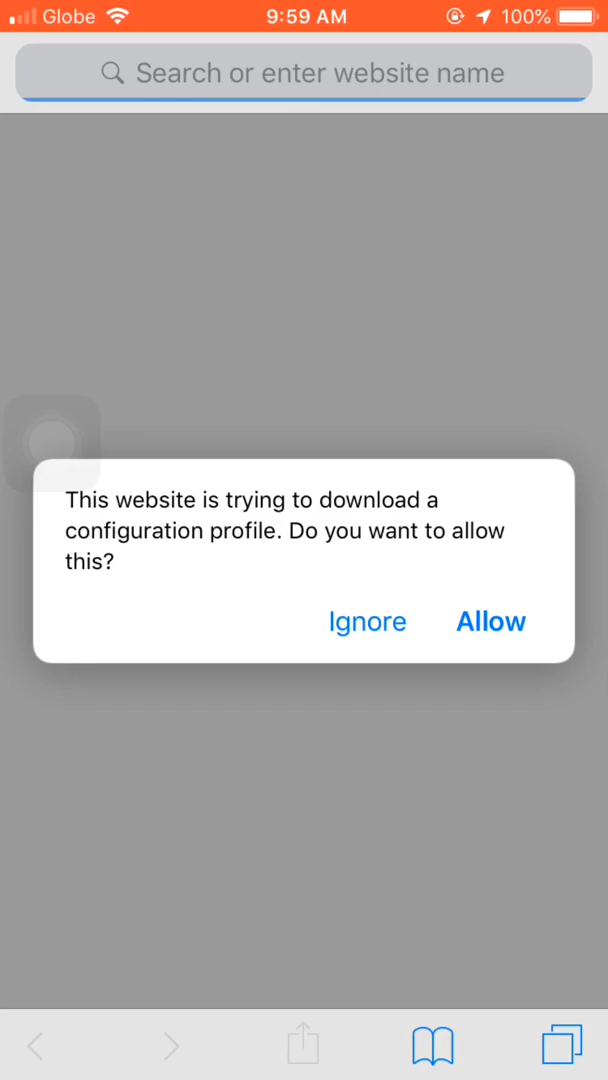 Globe 9:59 AM 100%
Search or enter website name
This website is trying to download a
configuration profile. Do you want to allow
this?
Ignore Allow